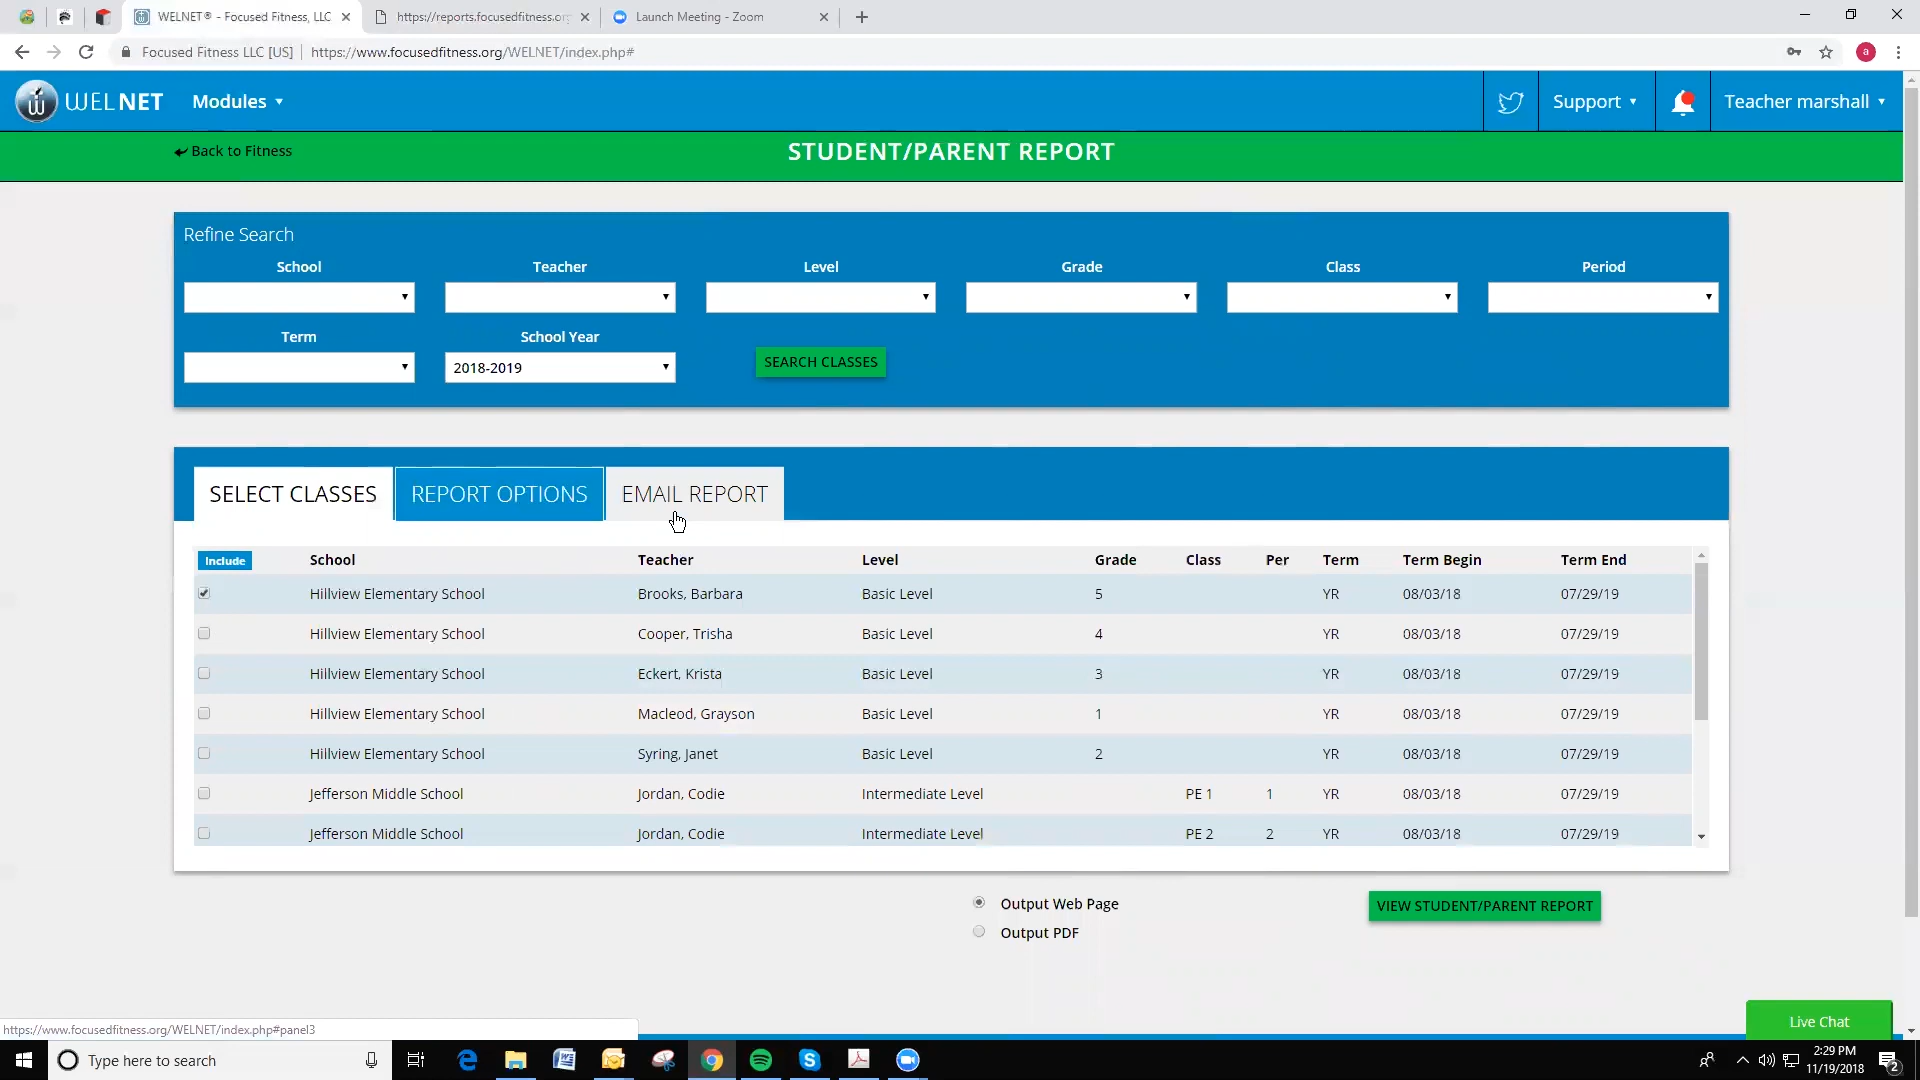 WELNET® - Focused Fitness, LLC
https://reports.focusedfitness.or
Launch Meeting - Zoom
Focused Fitness LLC [US]
https://www.focusedfitness.org/WELNET/index.php#
a
WELNET
Modules
Support
Teacher marshall
Back to Fitness
STUDENT/PARENT REPORT
Refine Search
School Teacher Level Grade Class Period
Term School Year
2018-2019
SEARCH CLASSES
SELECT CLASSES REPORT OPTIONS EMAIL REPORT
Include School Teacher Level Grade Class Per Term Term Begin Term End
Hillview Elementary School Brooks, Barbara Basic Level 5 YR 08/03/18 07/29/19
Hillview Elementary School Cooper, Trisha Basic Level 4 YR 08/03/18 07/29/19
Hillview Elementary School Eckert, Krista Basic Level 3 YR 08/03/18 07/29/19
Hillview Elementary School Macleod, Grayson Basic Level 1 YR 08/03/18 07/29/19
Hillview Elementary School Syring, Janet Basic Level 2 YR 08/03/18 07/29/19
Jefferson Middle School Jordan, Codie Intermediate Level PE 1 1 YR 08/03/18 07/29/19
Jefferson Middle School Jordan, Codie Intermediate Level PE 2 2 YR 08/03/18 07/29/19
Output Web Page
VIEW STUDENT/PARENT REPORT
Output PDF
Live Chat
https://www.focusedfitness.org/WELNET/index.php#panel3
Type here to search
2:29 PM
11/19/2018
2